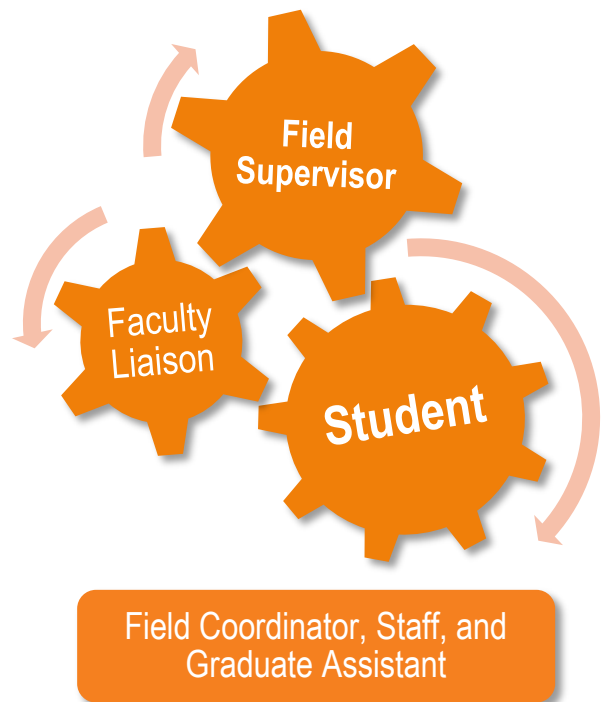 Field
Supervisor
Faculty
Liaison
Student
Field Coordinator, Staff, and
Graduate Assistant